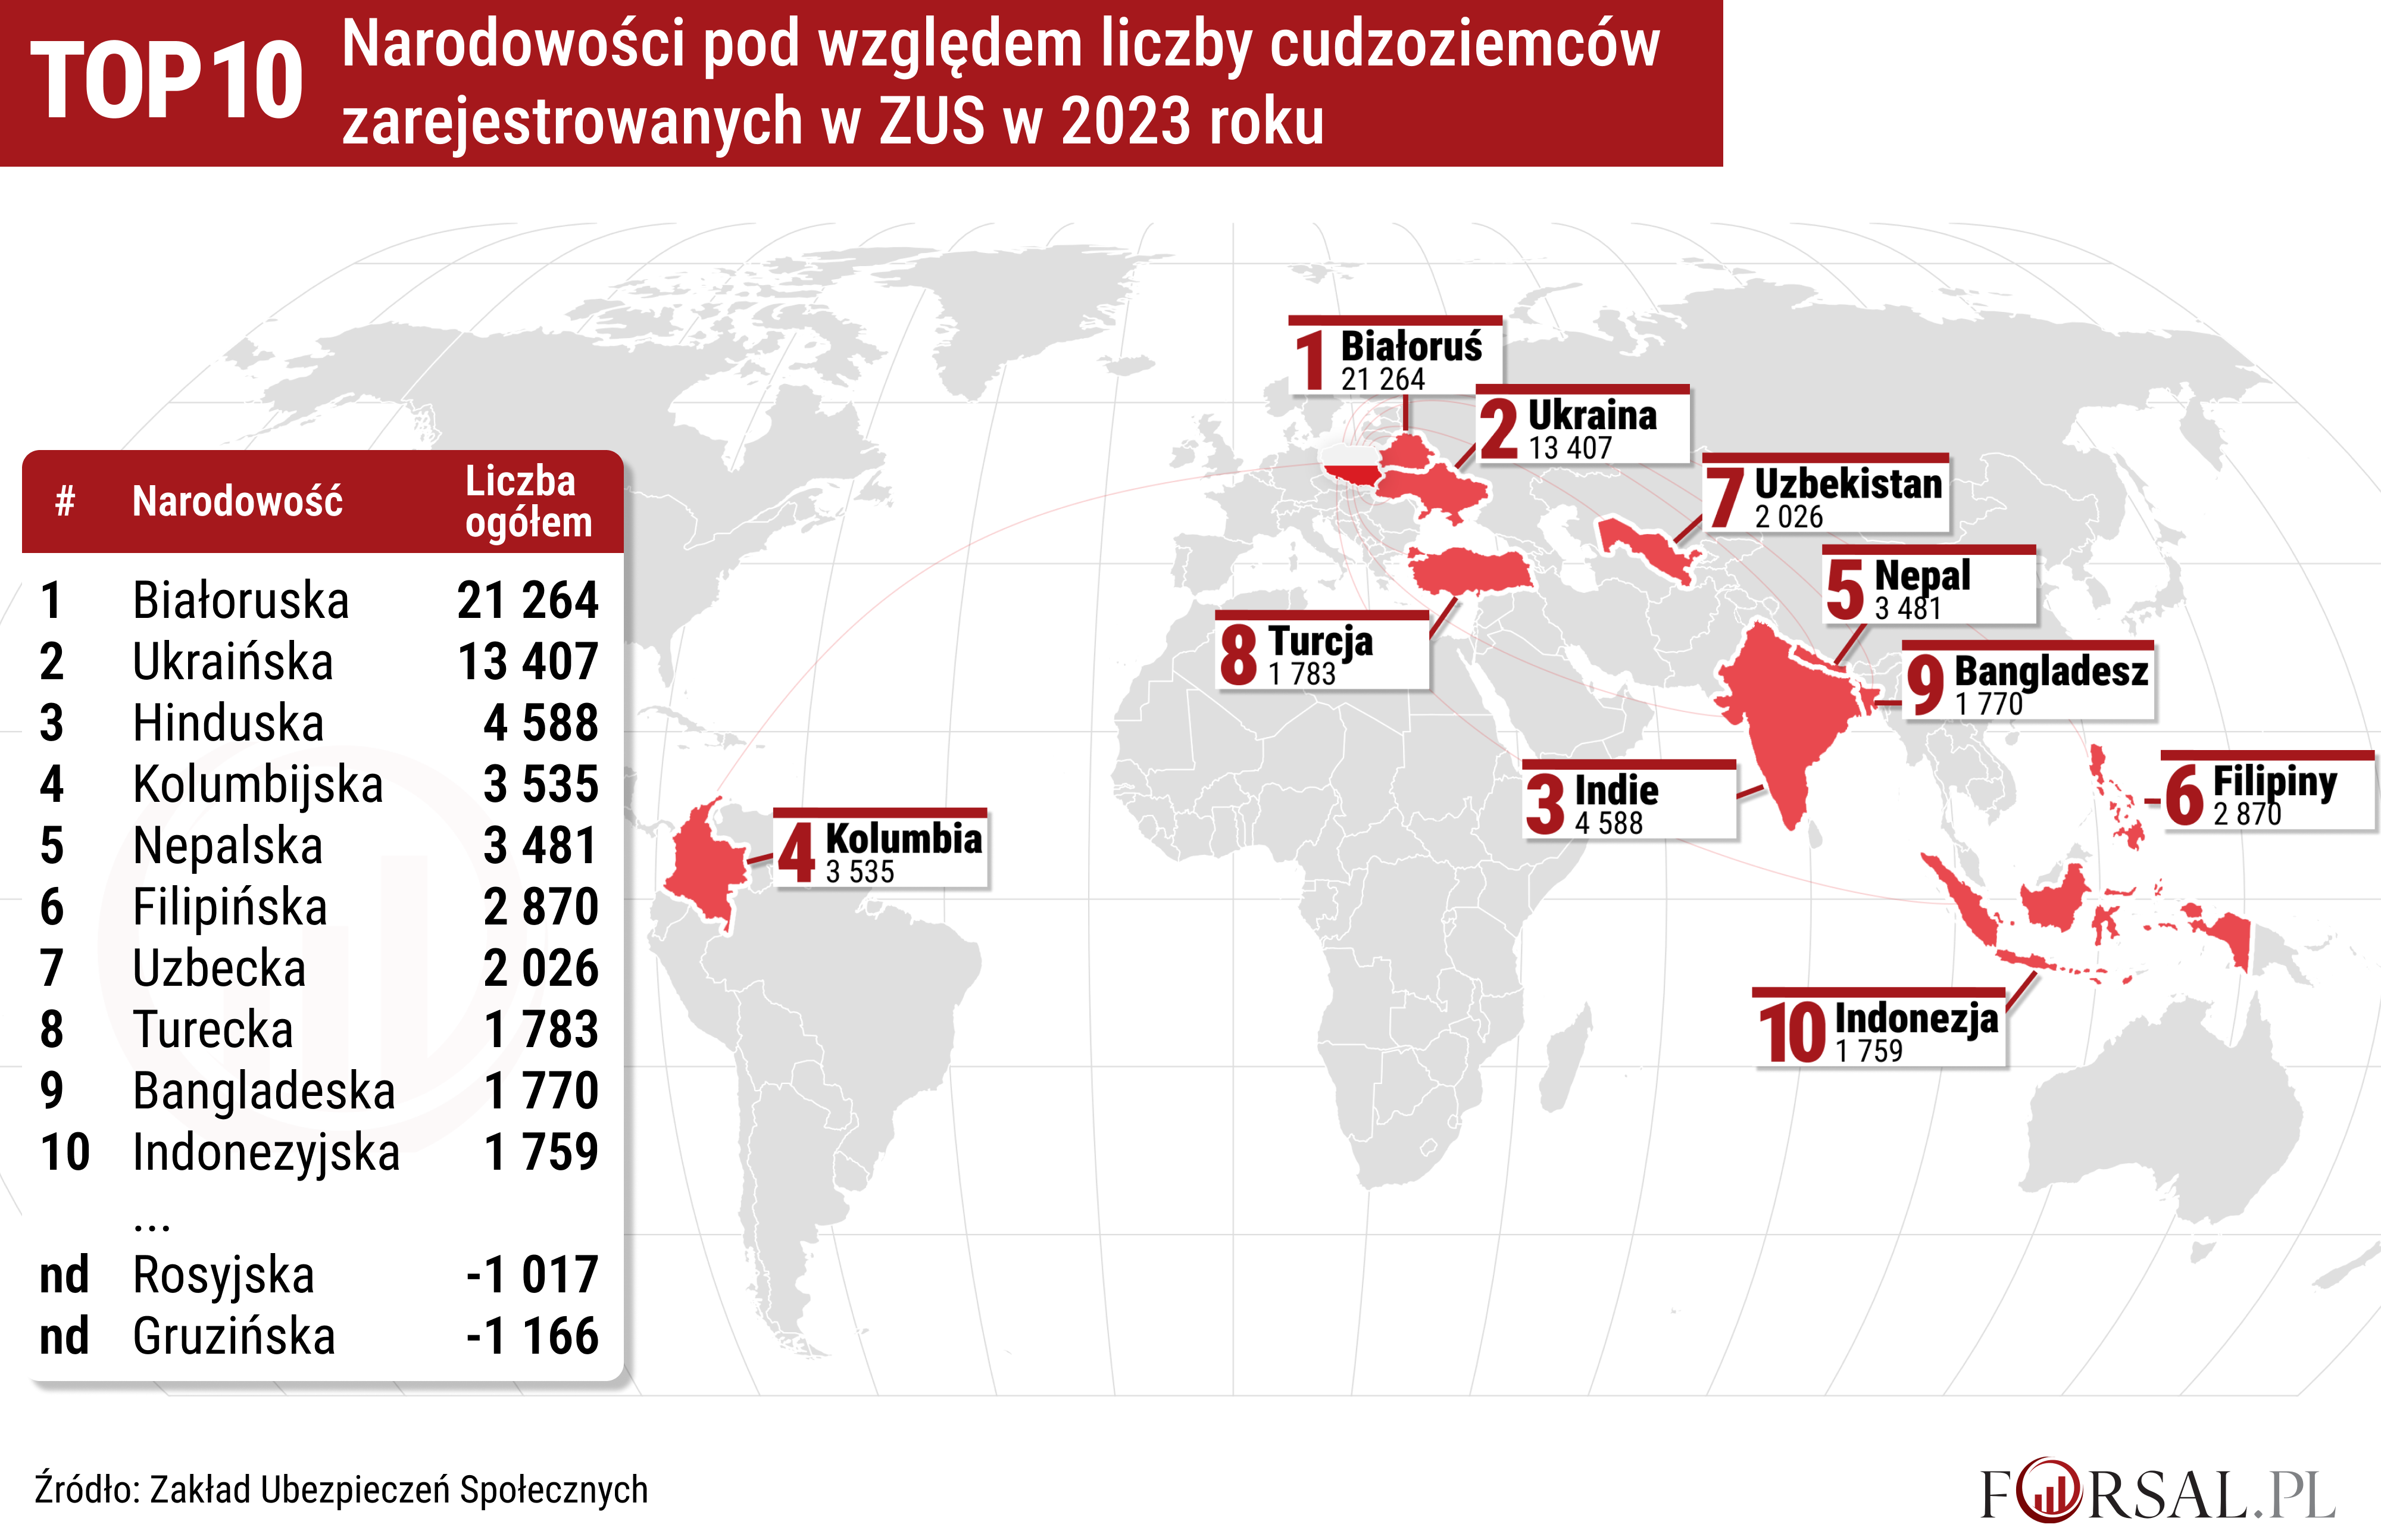 TOP10
Narodowości pod względem liczby cudzoziemców
zarejestrowanych w ZUS w 2023 roku
# Narodowość Liczba ogółem
1 Białoruska 21 264
2 Ukraińska 13 407
3 Hinduska 4 588
4 Kolumbijska 3 535
5 Nepalska 3 481
6 Filipińska 2 870
7 Uzbecka 2 026
8 Turecka 1 783
9 Bangladeska 1 770
10 Indonezyjska 1 759
...
nd Rosyjska -1 017
nd Gruzińska -1 166
1 Białoruś
21 264
2 Ukraina
13 407
7 Uzbekistan
2 026
5 Nepal
3 481
8 Turcja
1 783
9 Bangladesz
1 770
3 Indie
4 588
6 Filipiny
2 870
4 Kolumbia
3 535
10 Indonezja
1 759
Źródło: Zakład Ubezpieczeń Społecznych
FORSAL.PL